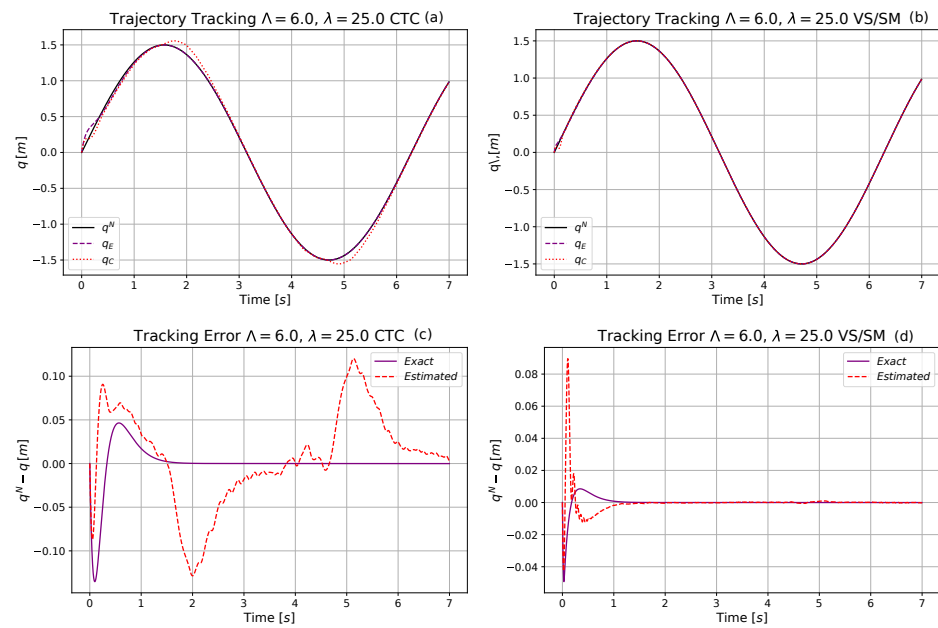 Trajectory Tracking Λ = 6.0, λ = 25.0 CTC (a)
1.5
1.0
0.5
0.0
−0.5
−1.0
−1.5
q [m]
q^N
q_E
q_C
0 1 2 3 4 5 6 7
Time [s]
Trajectory Tracking Λ = 6.0, λ = 25.0 VS/SM (b)
1.5
1.0
0.5
0.0
−0.5
−1.0
−1.5
q\,[m]
q^N
q_E
q_C
0 1 2 3 4 5 6 7
Time [s]
Tracking Error Λ = 6.0, λ = 25.0 CTC (c)
0.10
0.05
0.00
−0.05
−0.10
q^N − q [m]
Exact
Estimated
0 1 2 3 4 5 6 7
Time [s]
Tracking Error Λ = 6.0, λ = 25.0 VS/SM (d)
0.08
0.06
0.04
0.02
0.00
−0.02
−0.04
q^N − q [m]
Exact
Estimated
0 1 2 3 4 5 6 7
Time [s]